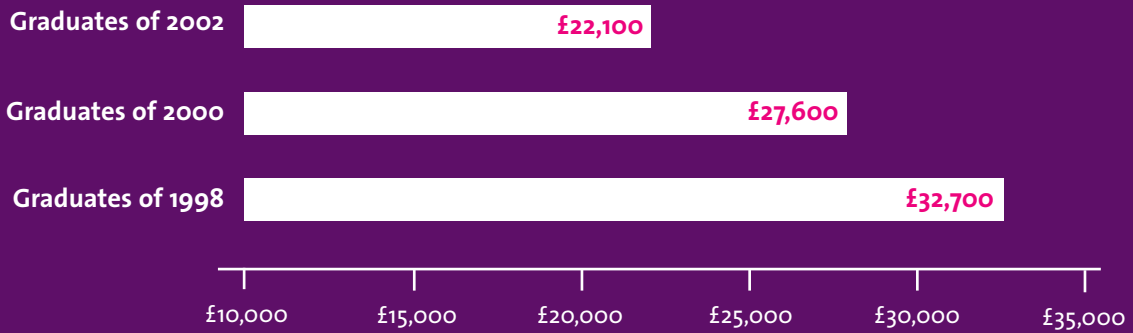 Graduates of 2002 £22,100
Graduates of 2000 £27,600
Graduates of 1998 £32,700
£10,000 £15,000 £20,000 £25,000 £30,000 £35,000